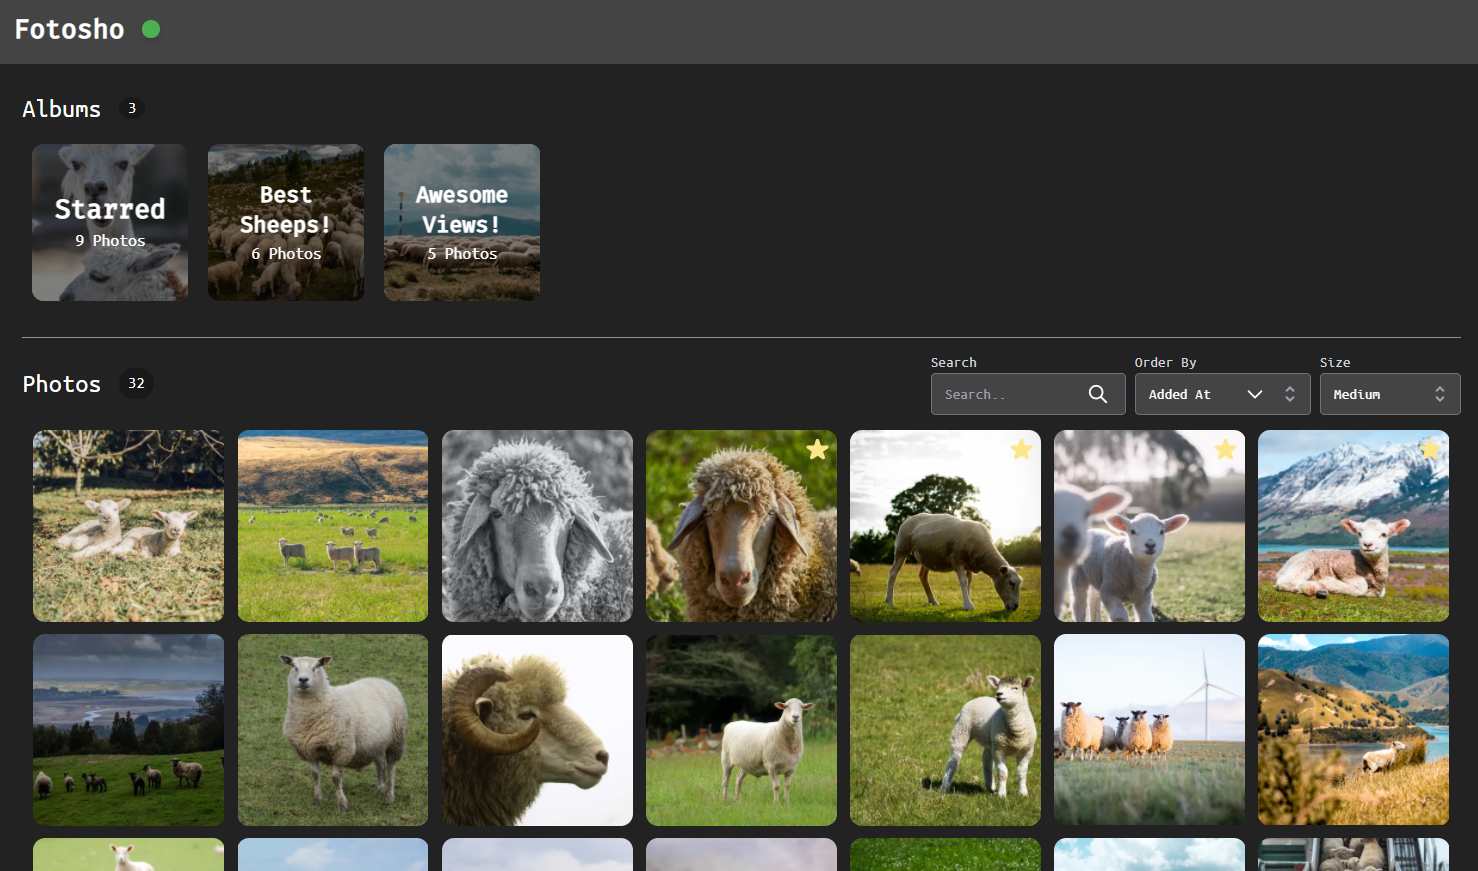 Fotosho
Albums 3
Starred
9 Photos
Best
Sheeps!
6 Photos
Awesome
Views!
5 Photos
Photos 32
Search
Search..
Order By
Added At
Size
Medium